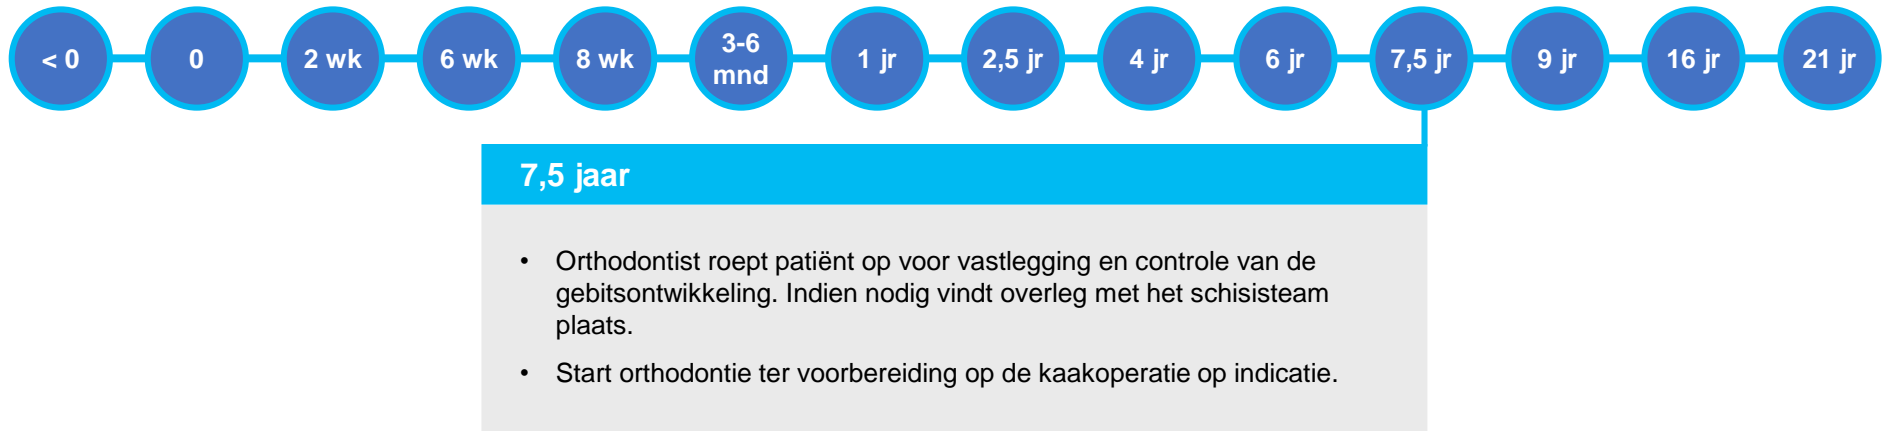 < 0
0
2 wk
6 wk
8 wk
3-6
mnd
1 jr
2,5 jr
4 jr
6 jr
7,5 jr
9 jr
16 jr
21 jr
7,5 jaar
• Orthodontist roept patiënt op voor vastlegging en controle van de
gebitsontwikkeling. Indien nodig vindt overleg met het schisisteam
plaats.
• Start orthodontie ter voorbereiding op de kaakoperatie op indicatie.